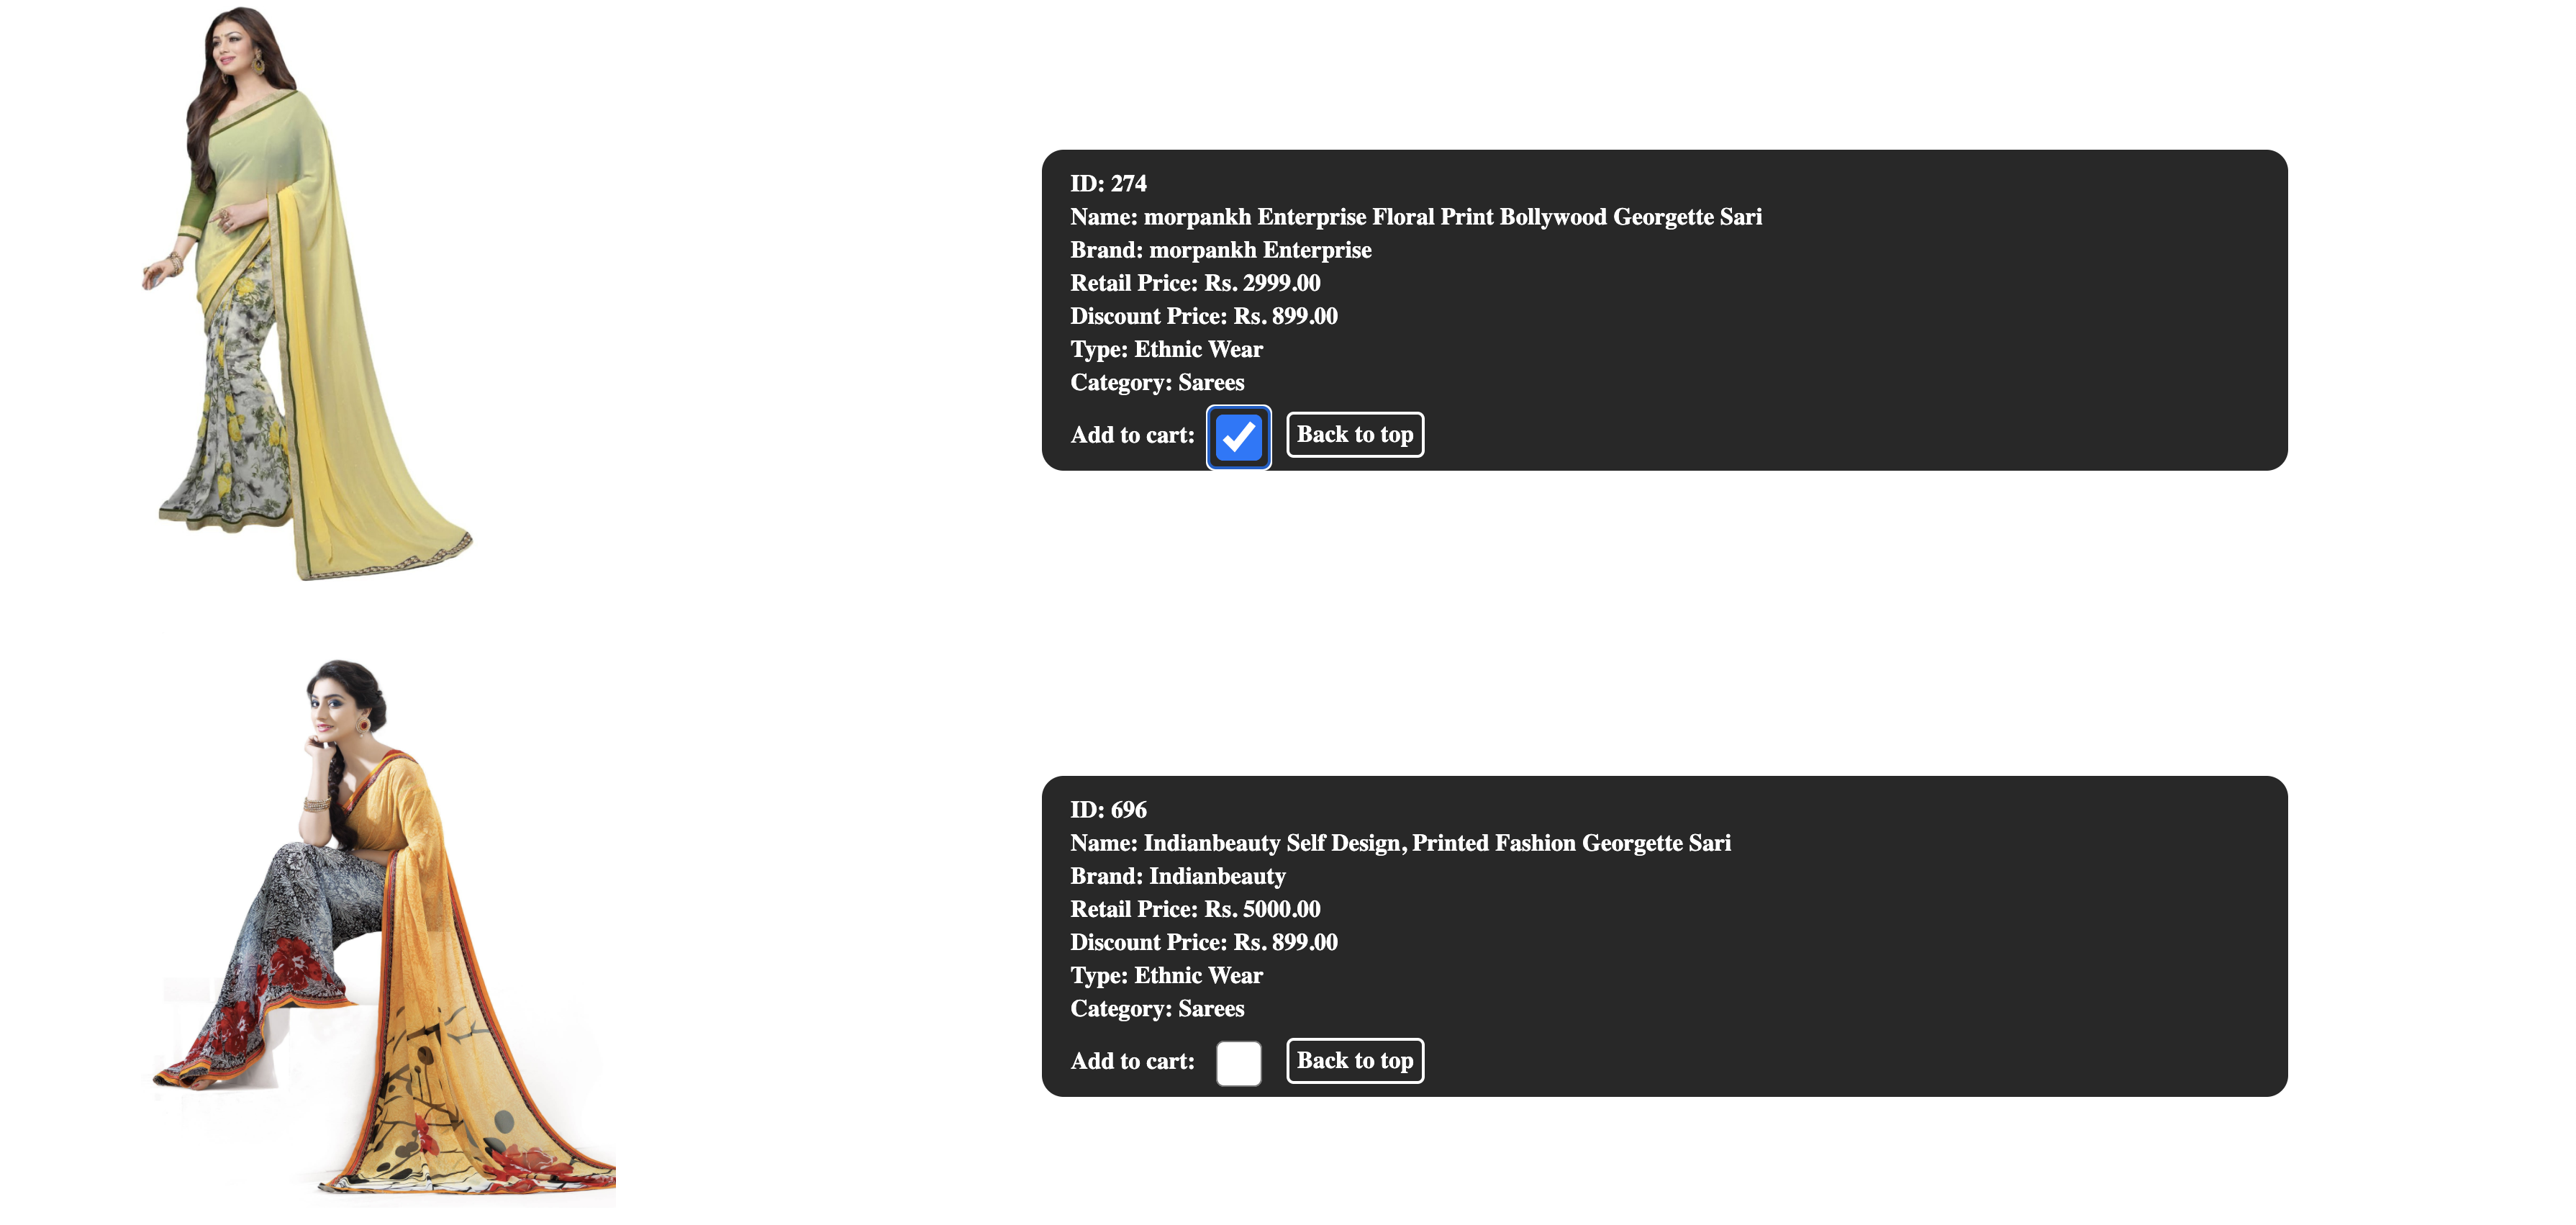 ID: 274
Name: morpankh Enterprise Floral Print Bollywood Georgette Sari
Brand: morpankh Enterprise
Retail Price: Rs. 2999.00
Discount Price: Rs. 899.00
Type: Ethnic Wear
Category: Sarees
Add to cart: Back to top
ID: 696
Name: Indianbeauty Self Design, Printed Fashion Georgette Sari
Brand: Indianbeauty
Retail Price: Rs. 5000.00
Discount Price: Rs. 899.00
Type: Ethnic Wear
Category: Sarees
Add to cart: Back to top